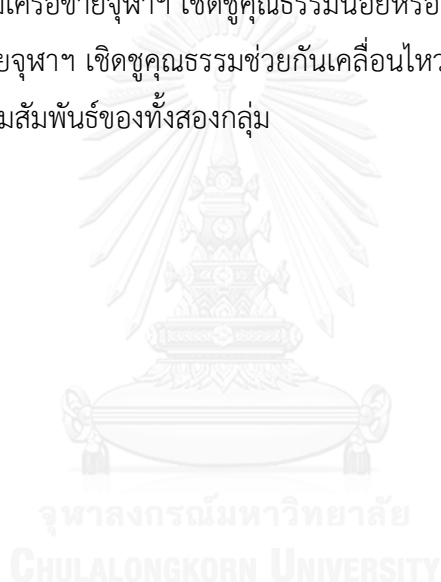 เครือข่ายจุฬาฯ เชิดชูคุณธรรมน้อยหรือ
ยจุฬาฯ เชิดชูคุณธรรมช่วยกันเคลื่อนไหว
มสัมพันธ์ของทั้งสองกลุ่ม
จุฬาลงกรณ์มหาวิทยาลัย
CHULALONGKORN UNIVERSITY